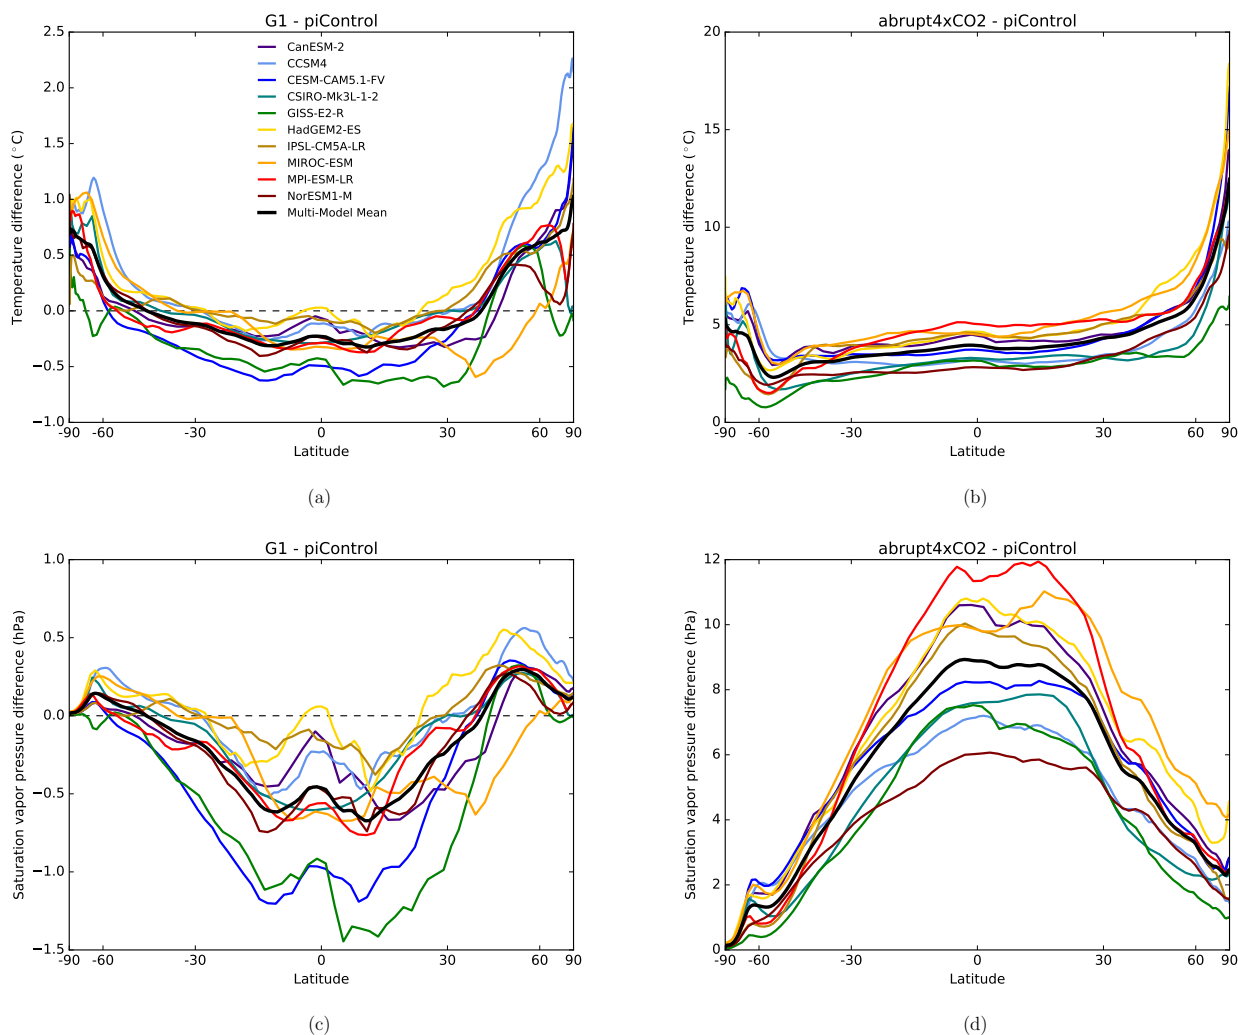 G1 - piControl
2.5
2.0
1.5
1.0
0.5
0.0
−0.5
−1.0
Temperature difference (°C)
CanESM-2
CCSM4
CESM-CAM5.1-FV
CSIRO-Mk3L-1-2
GISS-E2-R
HadGEM2-ES
IPSL-CM5A-LR
MIROC-ESM
MPI-ESM-LR
NorESM1-M
Multi-Model Mean
-90 -60 -30 0 30 60 90
Latitude
(a)
abrupt4xCO2 - piControl
20
15
10
5
0
Temperature difference (°C)
-90 -60 -30 0 30 60 90
Latitude
(b)
G1 - piControl
1.0
0.5
0.0
−0.5
−1.0
−1.5
Saturation vapor pressure difference (hPa)
-90 -60 -30 0 30 60 90
Latitude
(c)
abrupt4xCO2 - piControl
12
10
8
6
4
2
0
Saturation vapor pressure difference (hPa)
-90 -60 -30 0 30 60 90
Latitude
(d)